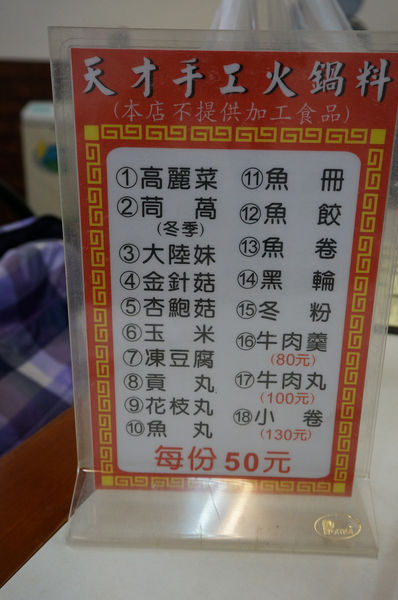 天才手工火鍋料
(本店不提供加工食品)
①高麗菜
②茼萵
(冬季)
③大陸妹
④金針菇
⑤杏鮑菇
⑥玉米
⑦凍豆腐
⑧貢丸
⑨花枝丸
⑩魚丸
⑪魚冊
⑫魚餃
⑬魚卷
⑭黑輪
⑮冬粉
⑯牛肉羹
(80元)
⑰牛肉丸
(100元)
⑱小卷
(130元)
每份50元